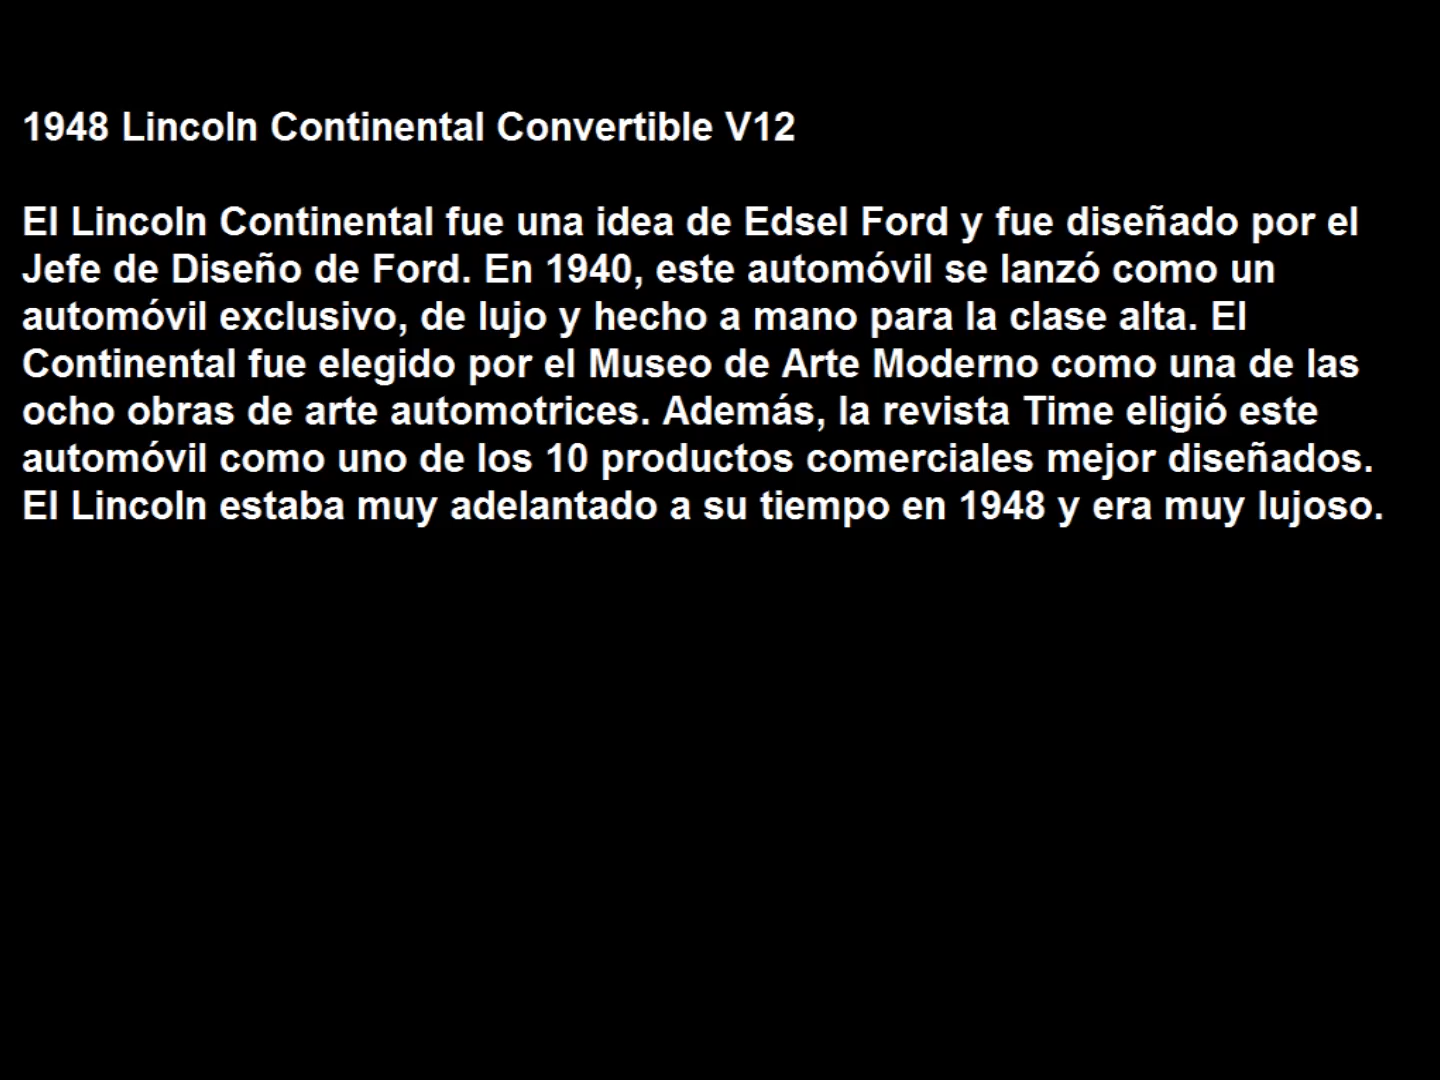 1948 Lincoln Continental Convertible V12
El Lincoln Continental fue una idea de Edsel Ford y fue diseñado por el
Jefe de Diseño de Ford. En 1940, este automóvil se lanzó como un
automóvil exclusivo, de lujo y hecho a mano para la clase alta. El
Continental fue elegido por el Museo de Arte Moderno como una de las
ocho obras de arte automotrices. Además, la revista Time eligió este
automóvil como uno de los 10 productos comerciales mejor diseñados.
El Lincoln estaba muy adelantado a su tiempo en 1948 y era muy lujoso.